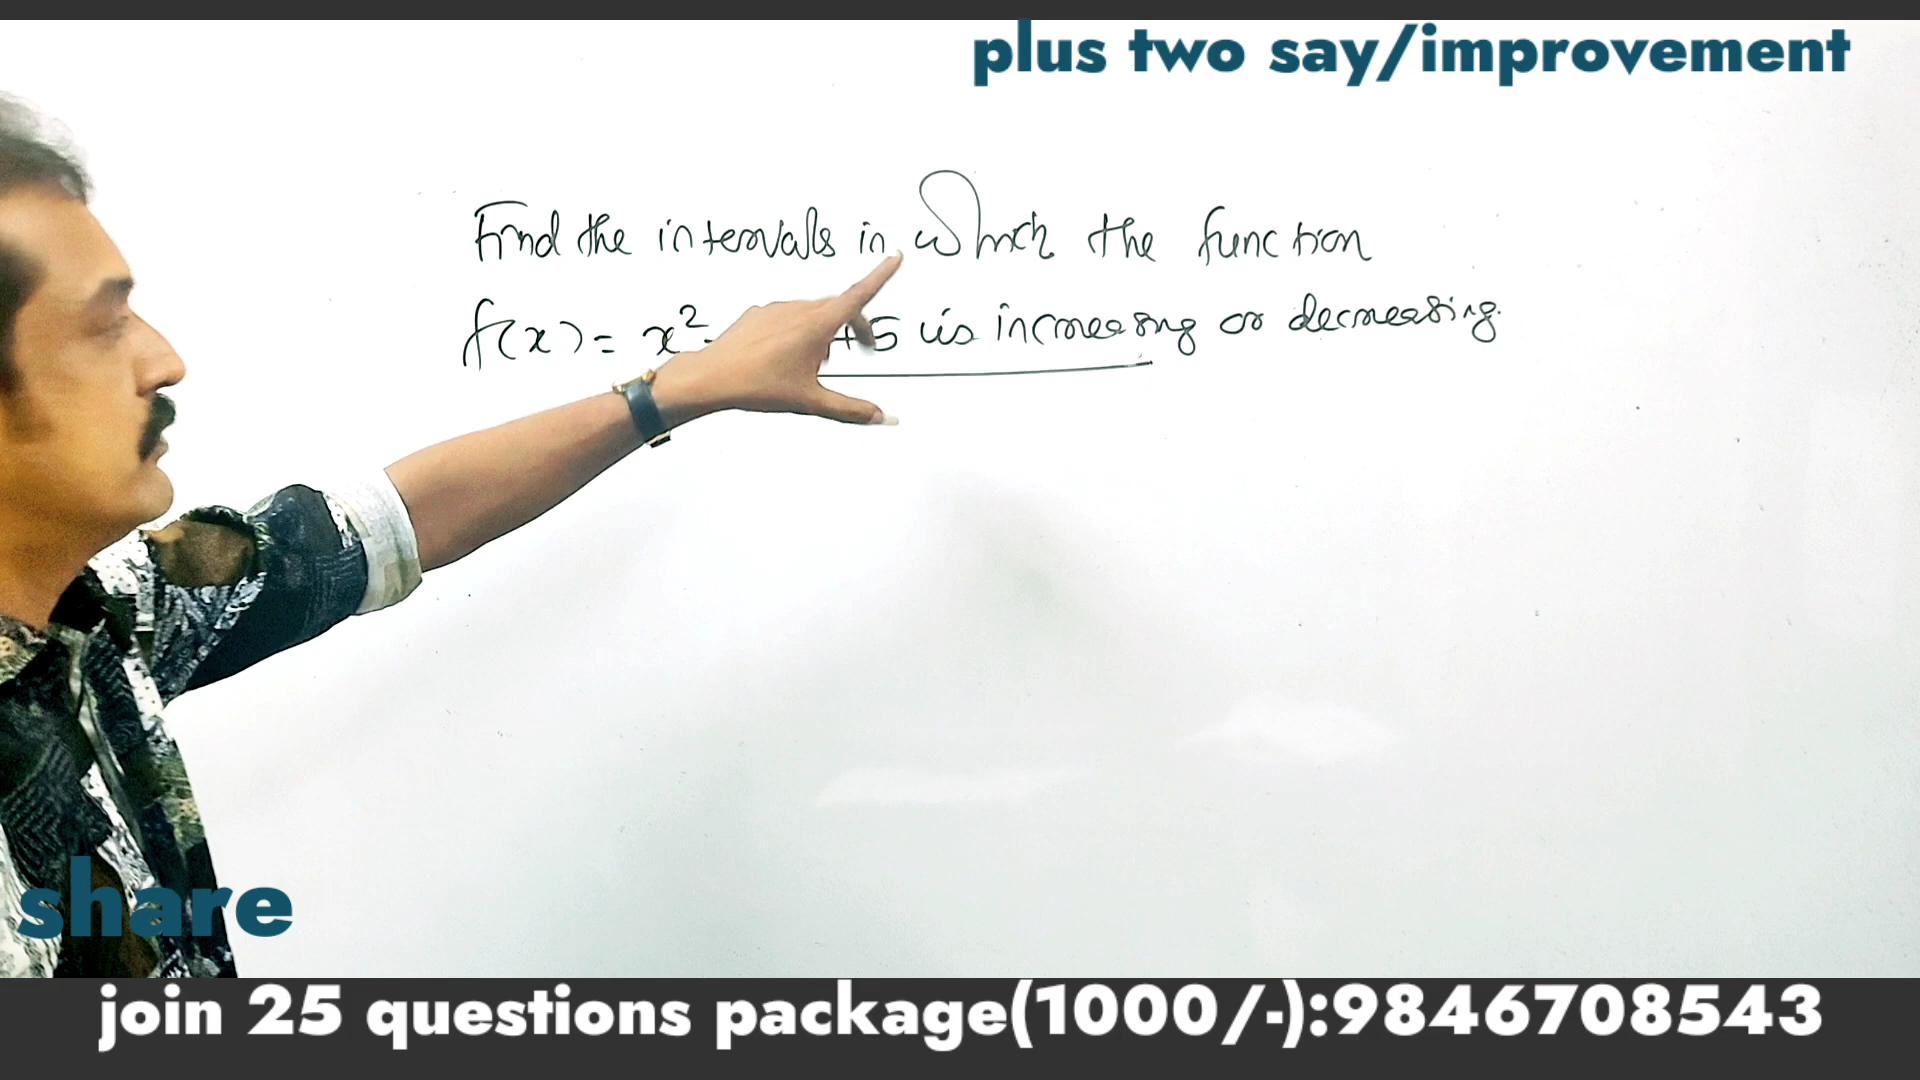 plus two say/improvement
Find the intervals in which the function
f(x) = x² - +5 is increasing or decreasing.
share
join 25 questions package(1000/-):9846708543